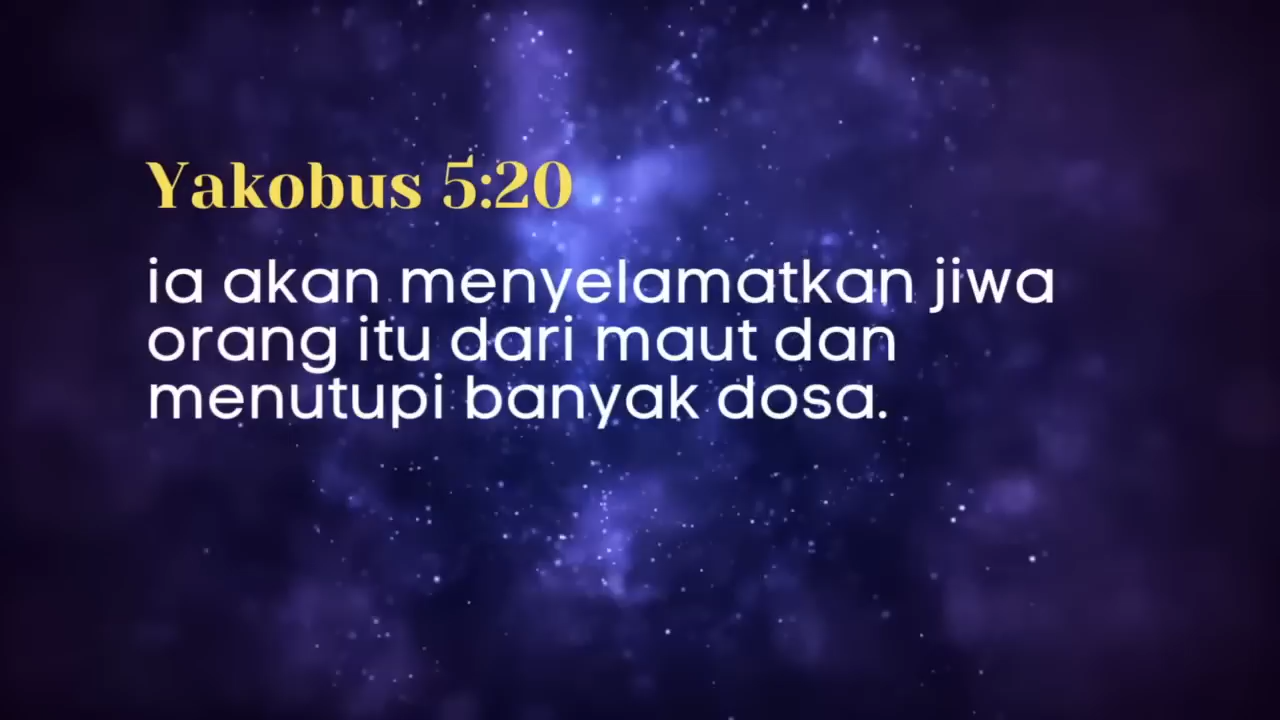 Yakobus 5:20
ia akan menyelamatkan jiwa
orang itu dari maut dan
menutupi banyak dosa.